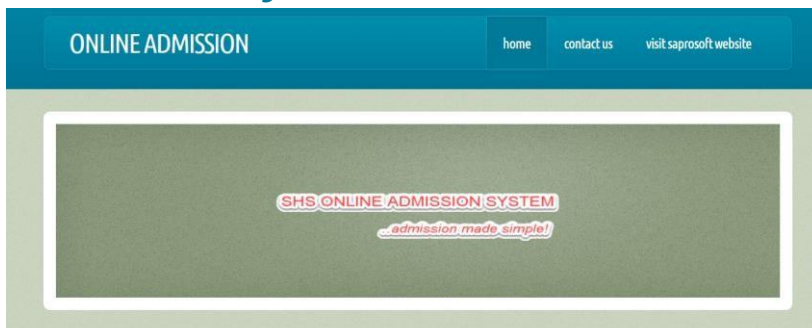 ONLINE ADMISSION
home contact us visit saprosoft website
SHS ONLINE ADMISSION SYSTEM
...admission made simple!